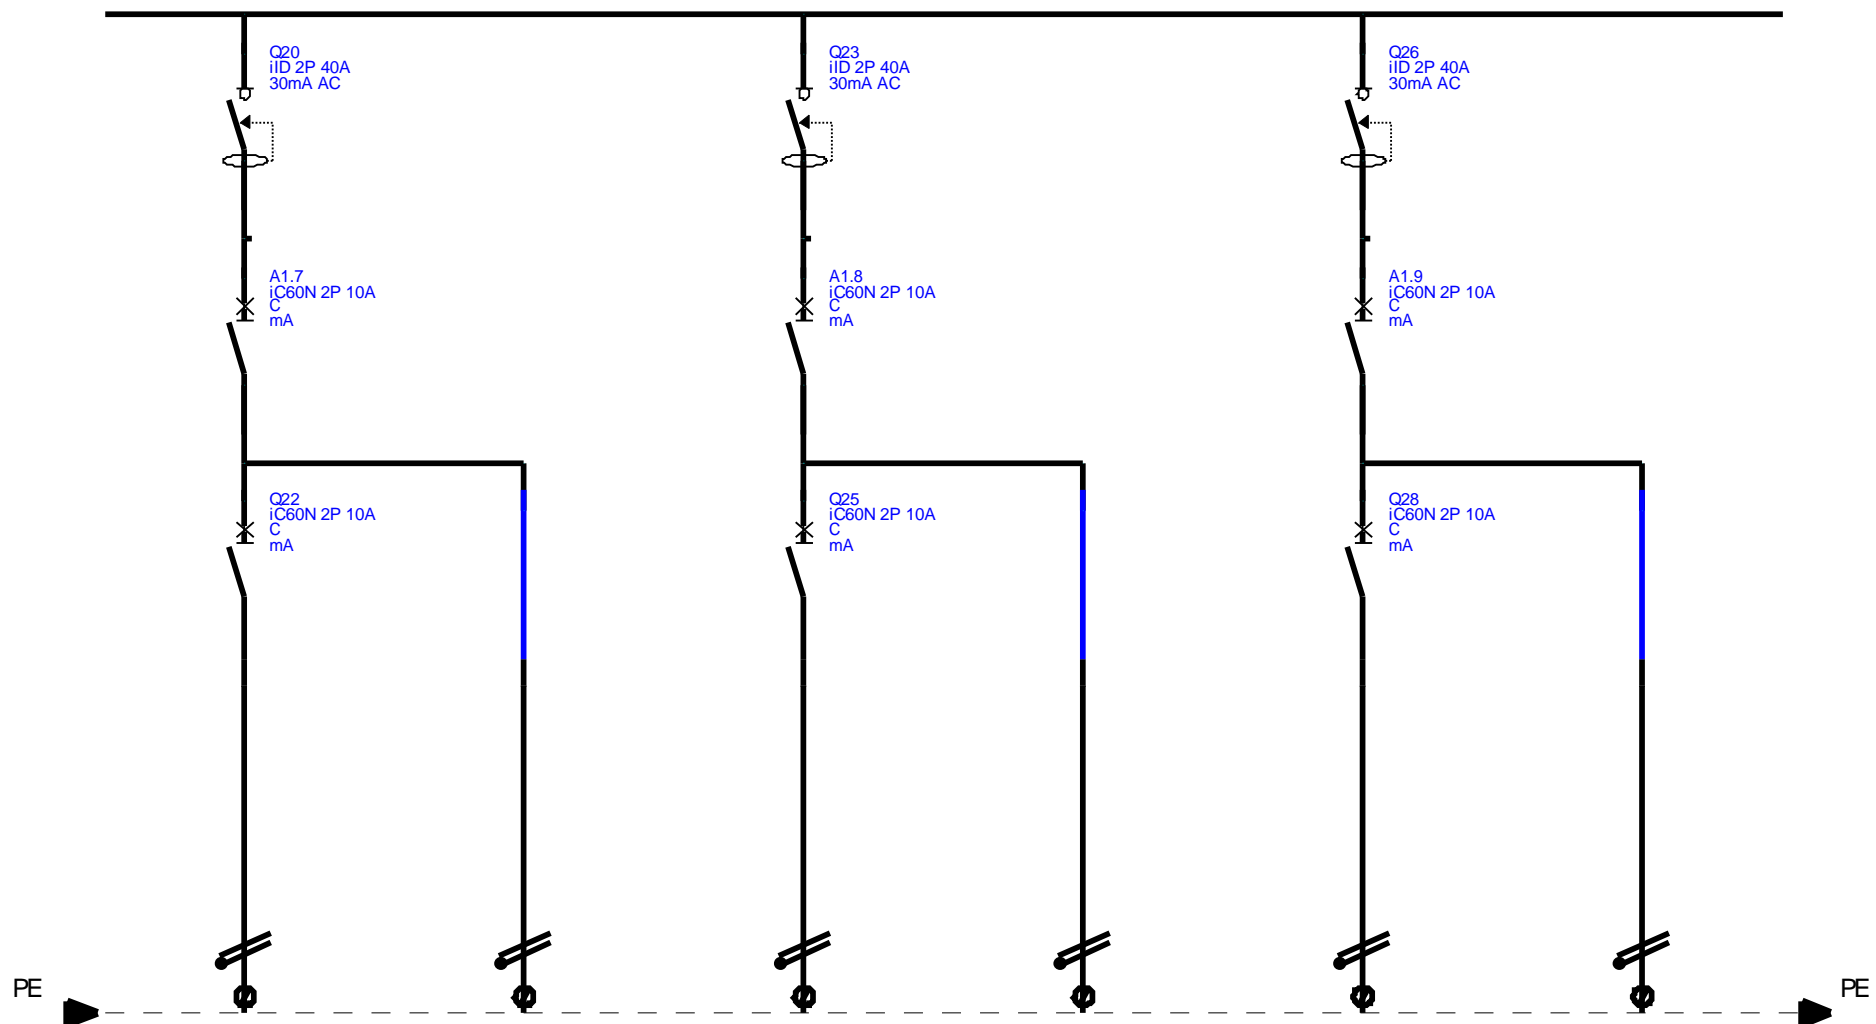 Q20
iID 2P 40A
30mA AC
Q23
iID 2P 40A
30mA AC
Q26
iID 2P 40A
30mA AC
A1.7
iC60N 2P 10A
C
mA
A1.8
iC60N 2P 10A
C
mA
A1.9
iC60N 2P 10A
C
mA
Q22
iC60N 2P 10A
C
mA
Q25
iC60N 2P 10A
C
mA
Q28
iC60N 2P 10A
C
mA
PE
PE